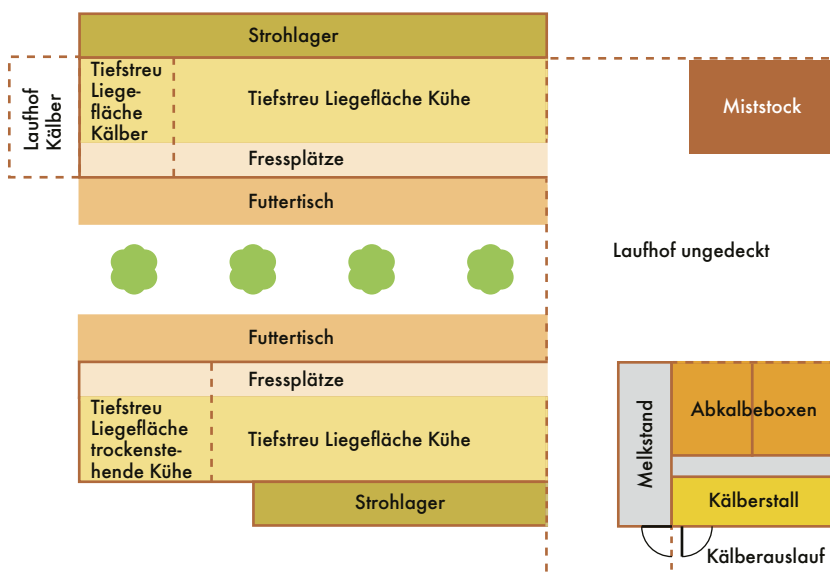 Strohlager
Laufhof
Kälber
Tiefstreu
Liege-
fläche
Kälber
Tiefstreu Liegefläche Kühe
Miststock
Fressplätze
Futtertisch
Laufhof ungedeckt
Futtertisch
Fressplätze
Tiefstreu
Liegefläche
trockenste-
hende Kühe
Tiefstreu Liegefläche Kühe
Strohlager
Melkstand
Abkalbeboxen
Kälberstall
Kälberauslauf